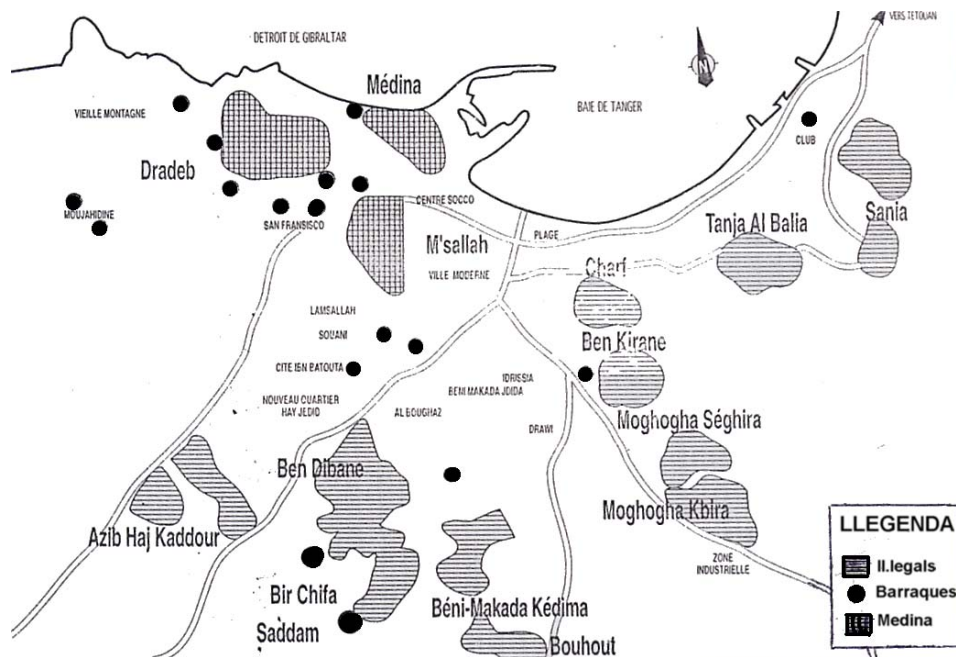 VERS TETOUAN
DETROIT DE GIBRALTAR
Médina
VIEILLE MONTAGNE
BAIE DE TANGER
CLUB
Dradeb
MOUJAHIDINE
SAN FRANSISCO
CENTRE SOCCO
M'sallah
PLAGE
Tanja Al Balia
Sania
VILLE MODERNE
Charf
LAMSALLAH
SOUANI
Ben Kirane
CITE IBN BATOUTA
IDRISSIA
BENI MAKADA JDIDA
NOUVEAU CUARTIER
HAY JEDID
AL BOUGHAZ
DRAWI
Moghogha Séghira
Ben Dibane
Moghogha Kbira
Azib Haj Kaddour
ZONE
INDUSTRIELLE
Bir Chifa
Béni-Makada Kédima
Saddam
Bouhout
LLEGENDA
Il.legals
Barraques
Medina
N